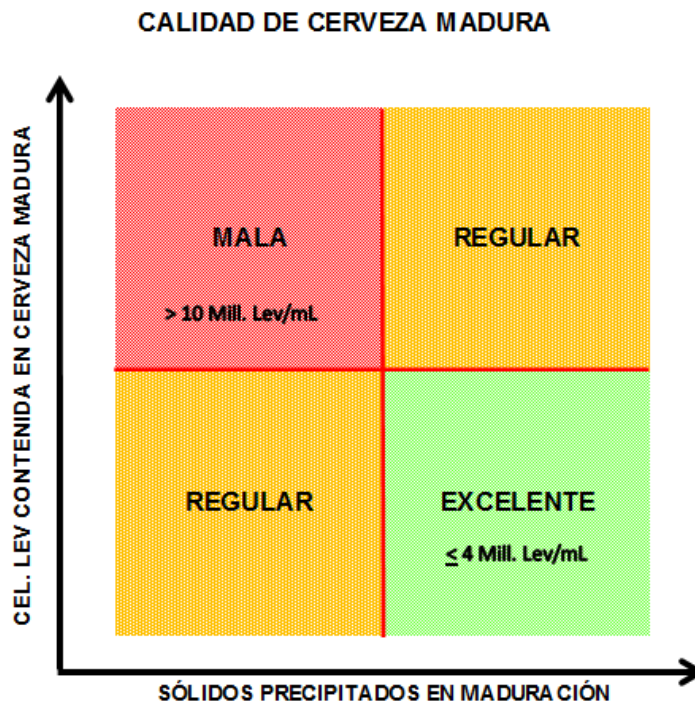 CALIDAD DE CERVEZA MADURA
CEL. LEV CONTENIDA EN CERVEZA MADURA
MALA
> 10 Mill. Lev/mL
REGULAR
REGULAR
EXCELENTE
≤ 4 Mill. Lev/mL
SÓLIDOS PRECIPITADOS EN MADURACIÓN